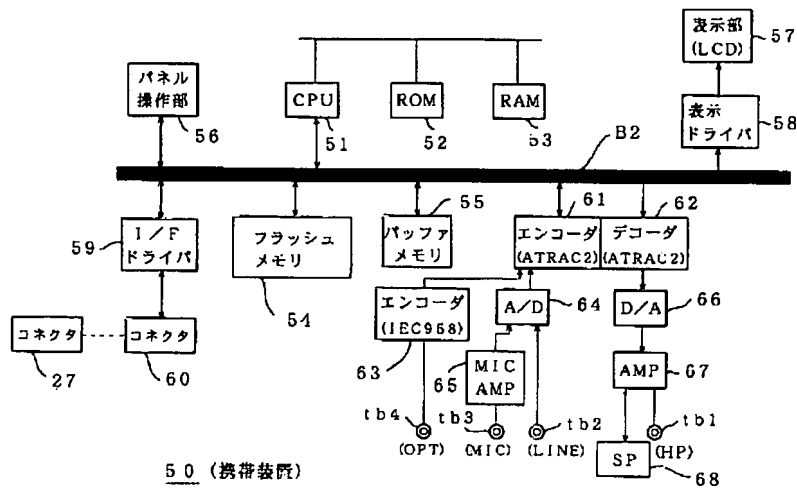 表示部
(LCD)
57
パネル
操作部
56
CPU
51
ROM
52
RAM
53
表示
ドライバ
58
B2
59
I/F
ドライバ
フラッシュ
メモリ
54
55
バッファ
メモリ
61
エンコーダ
(ATRAC2)
62
デコーダ
(ATRAC2)
コネクタ
27
コネクタ
60
エンコーダ
(IEC958)
63
A/D
64
D/A
66
65
MIC
AMP
AMP
67
tb4
(OPT)
tb3
(MIC)
tb2
(LINE)
tb1
(HP)
SP
68
50 (携帯装置)